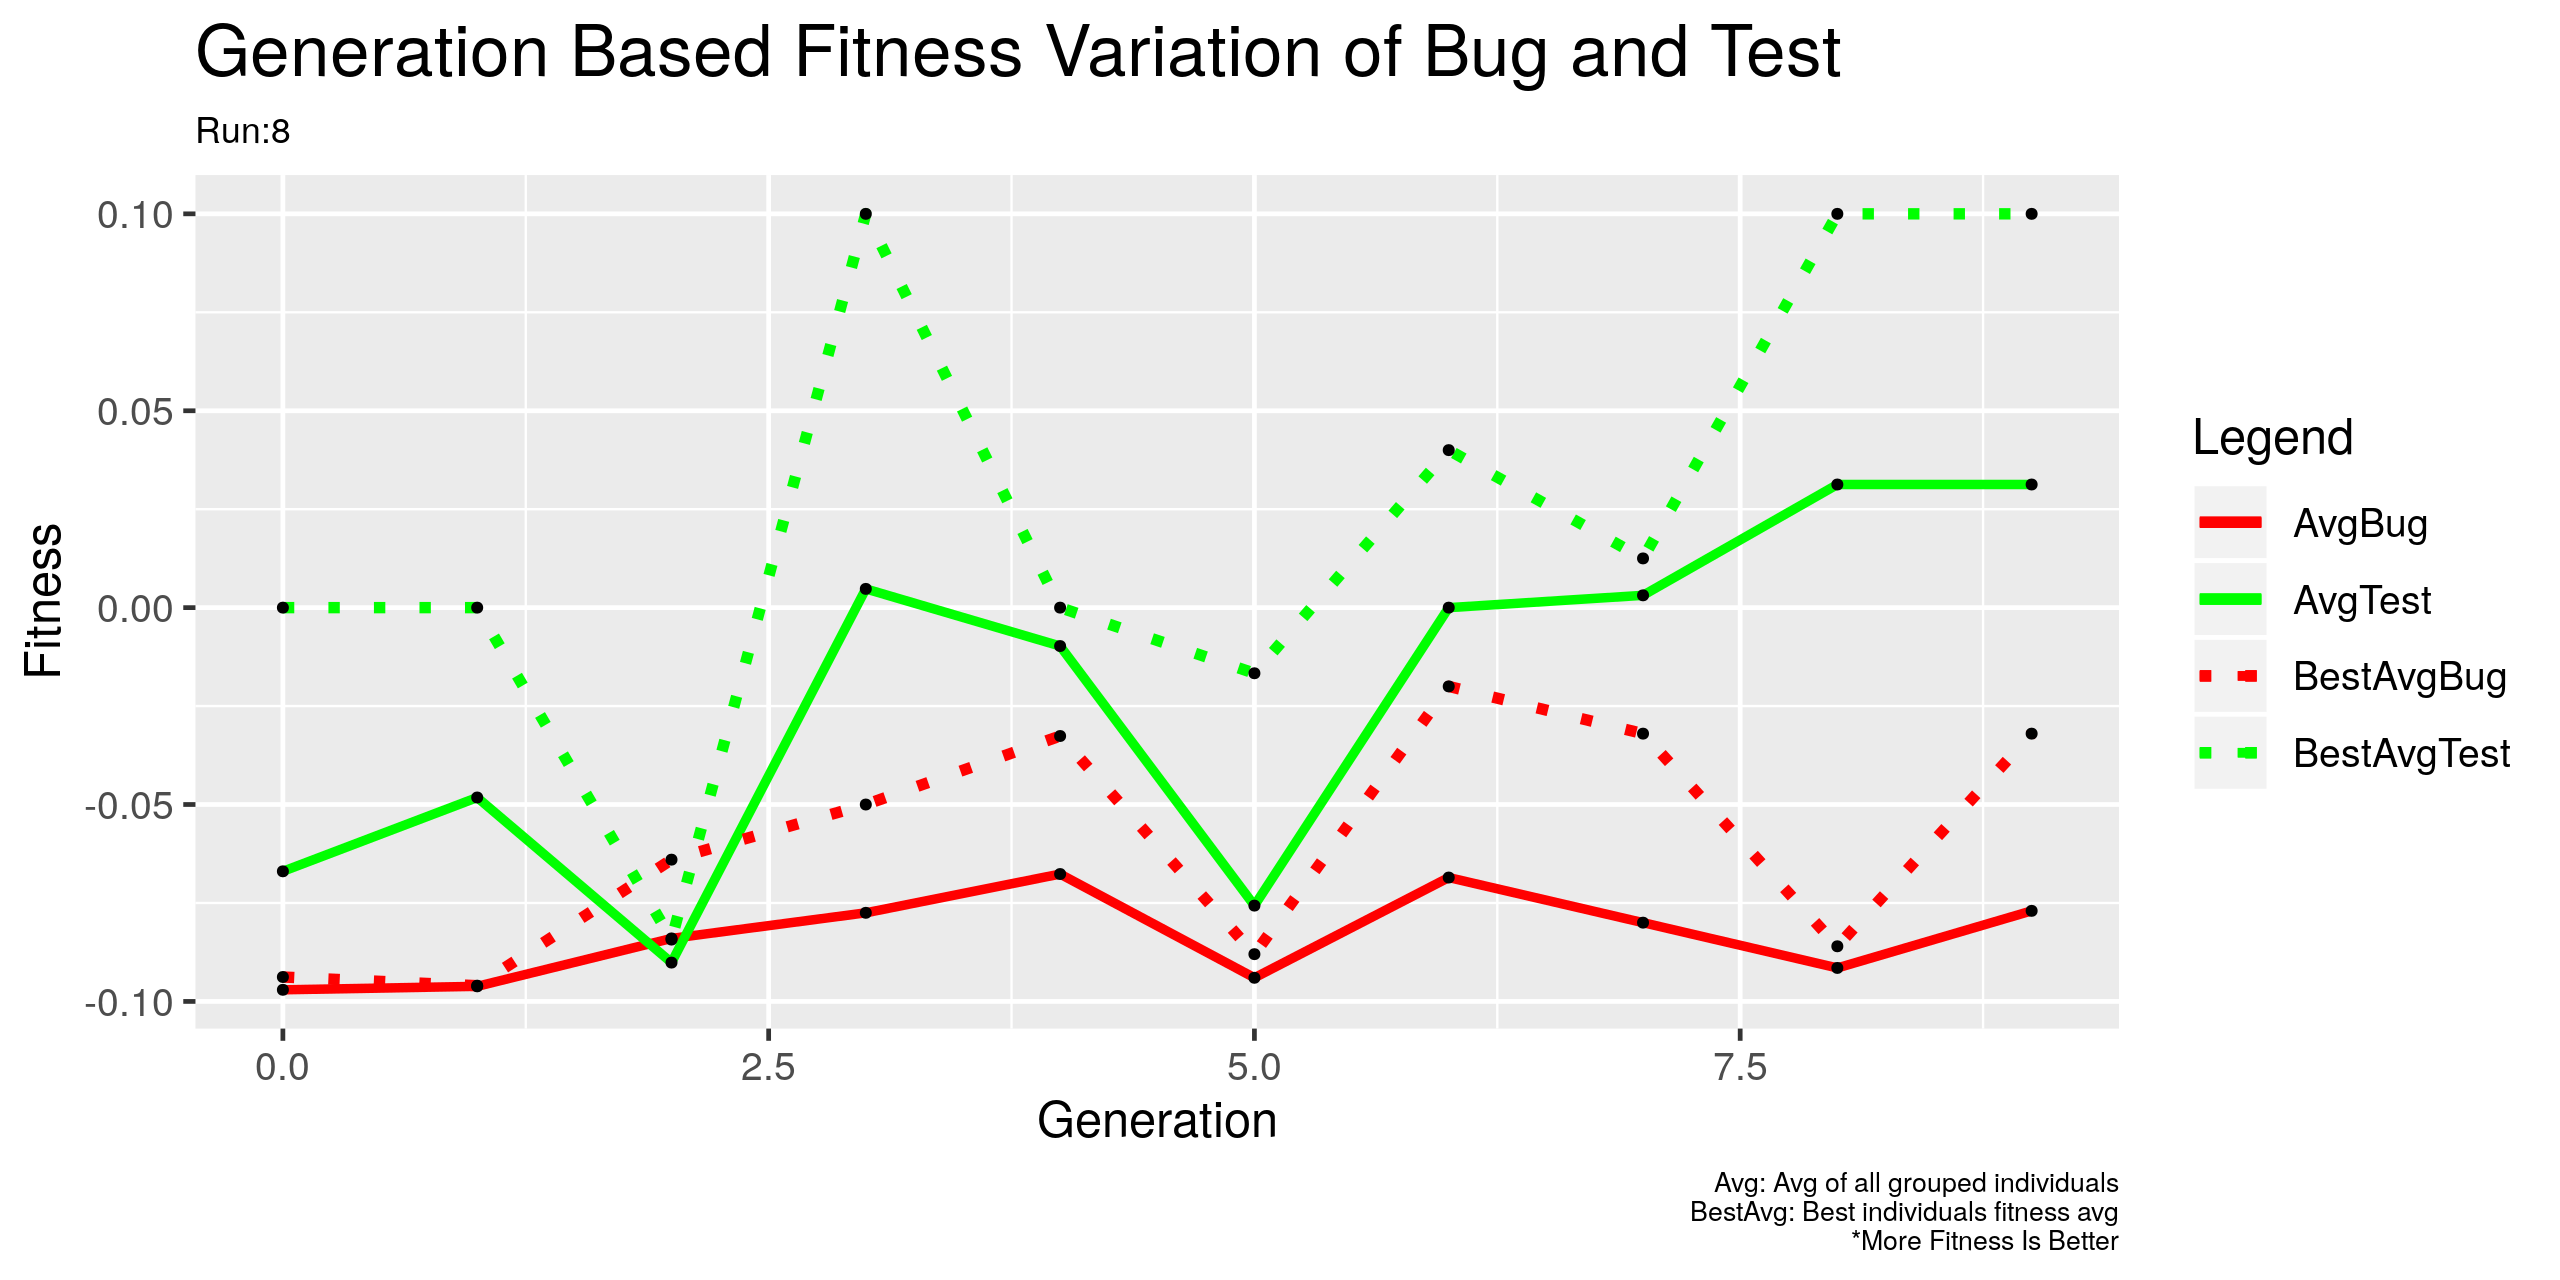 Generation Based Fitness Variation of Bug and Test
Run:8
Fitness
0.10
0.05
0.00
-0.05
-0.10
0.0
2.5
5.0
7.5
Generation
Legend
AvgBug
AvgTest
BestAvgBug
BestAvgTest
Avg: Avg of all grouped individuals
BestAvg: Best individuals fitness avg
*More Fitness Is Better